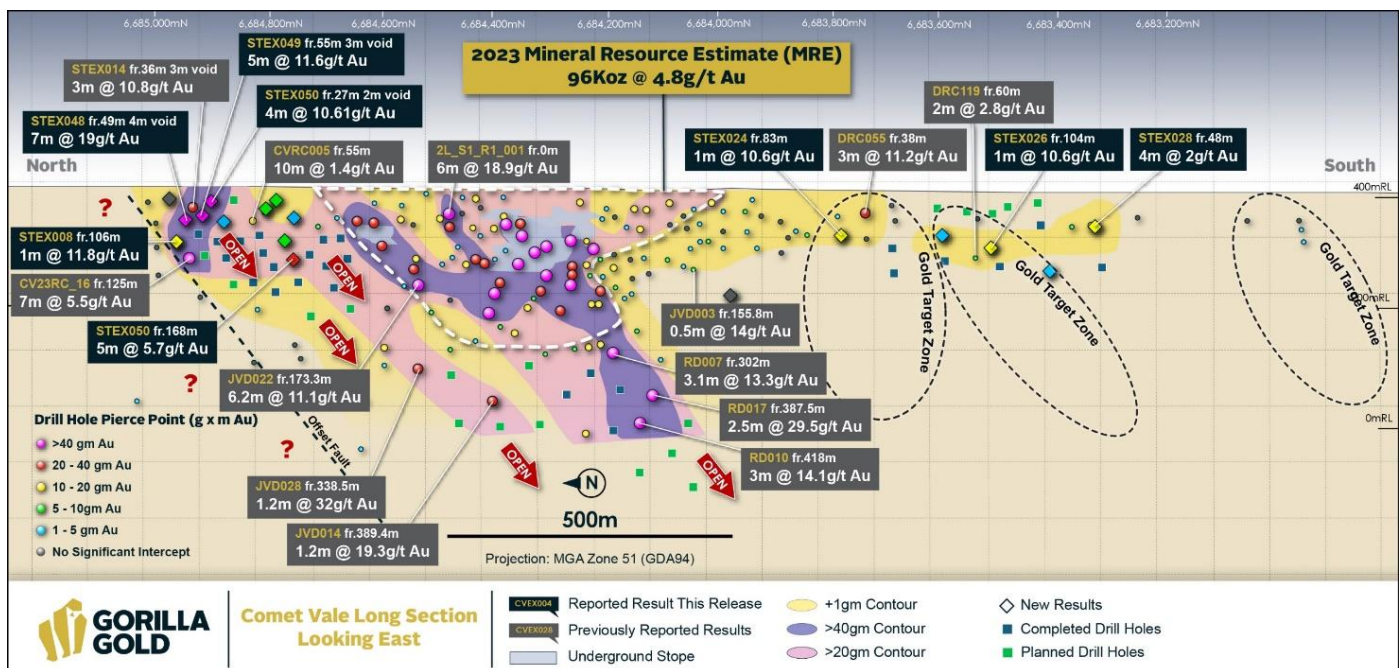 6,685,000mN
6,684,800mN
6,684,600mN
6,684,400mN
6,684,200mN
6,684,000mN
6,683,800mN
6,683,600mN
6,683,400mN
6,683,200mN
STEX049 fr.55m 3m void
5m @ 11.6g/t Au
STEX014 fr.36m 3m void
3m @ 10.8g/t Au
STEX050 fr.27m 2m void
4m @ 10.61g/t Au
STEX048 fr.49m 4m void
7m @ 19g/t Au
2023 Mineral Resource Estimate (MRE)
96Koz @ 4.8g/t Au
CVRC005 fr.55m
10m @ 1.4g/t Au
2L_S1_R1_001 fr.0m
6m @ 18.9g/t Au
STEX024 fr.83m
1m @ 10.6g/t Au
DRC055 fr.38m
3m @ 11.2g/t Au
DRC119 fr.60m
2m @ 2.8g/t Au
STEX026 fr.104m
1m @ 10.6g/t Au
STEX028 fr.48m
4m @ 2g/t Au
North
South
400mRL
?
STEX008 fr.106m
1m @ 11.8g/t Au
CV23RC_16 fr.125m
7m @ 5.5g/t Au
STEX050 fr.168m
5m @ 5.7g/t Au
OPEN
OPEN
OPEN
JVD003 fr.155.8m
0.5m @ 14g/t Au
Gold Target Zone
Gold Target Zone
Gold Target Zone
00mRL
?
JVD022 fr.173.3m
6.2m @ 11.1g/t Au
RD007 fr.302m
3.1m @ 13.3g/t Au
RD017 fr.387.5m
2.5m @ 29.5g/t Au
RD010 fr.418m
3m @ 14.1g/t Au
0mRL
Offset Fault
?
OPEN
OPEN
Drill Hole Pierce Point (g x m Au)
>40 gm Au
20 - 40 gm Au
10 - 20 gm Au
5 - 10gm Au
1 - 5 gm Au
No Significant Intercept
JVD028 fr.338.5m
1.2m @ 32g/t Au
JVD014 fr.389.4m
1.2m @ 19.3g/t Au
N
500m
Projection: MGA Zone 51 (GDA94)
GORILLA
GOLD
Comet Vale Long Section
Looking East
CVEX004 Reported Result This Release
CVEX028 Previously Reported Results
Underground Stope
+1gm Contour
>40gm Contour
>20gm Contour
New Results
Completed Drill Holes
Planned Drill Holes